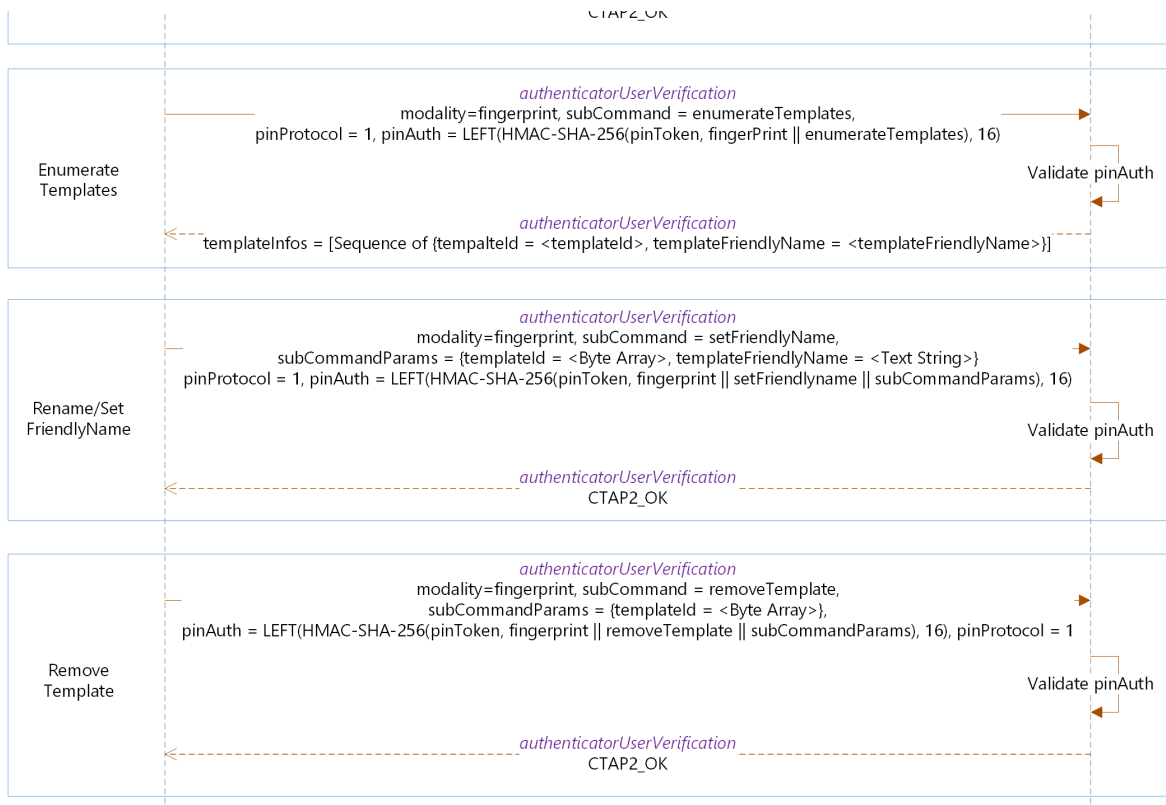 CTAP2_OK
authenticatorUserVerification
modality=fingerprint, subCommand = enumerateTemplates,
pinProtocol = 1, pinAuth = LEFT(HMAC-SHA-256(pinToken, fingerPrint || enumerateTemplates), 16)
Enumerate
Templates
Validate pinAuth
authenticatorUserVerification
templateInfos = [Sequence of {tempalteId = <templateId>, templateFriendlyName = <templateFriendlyName>}]
authenticatorUserVerification
modality=fingerprint, subCommand = setFriendlyName,
subCommandParams = {templateId = <Byte Array>, templateFriendlyName = <Text String>}
pinProtocol = 1, pinAuth = LEFT(HMAC-SHA-256(pinToken, fingerprint || setFriendlyname || subCommandParams), 16)
Rename/Set
FriendlyName
Validate pinAuth
authenticatorUserVerification
CTAP2_OK
authenticatorUserVerification
modality=fingerprint, subCommand = removeTemplate,
subCommandParams = {templateId = <Byte Array>},
pinAuth = LEFT(HMAC-SHA-256(pinToken, fingerprint || removeTemplate || subCommandParams), 16), pinProtocol = 1
Remove
Template
Validate pinAuth
authenticatorUserVerification
CTAP2_OK